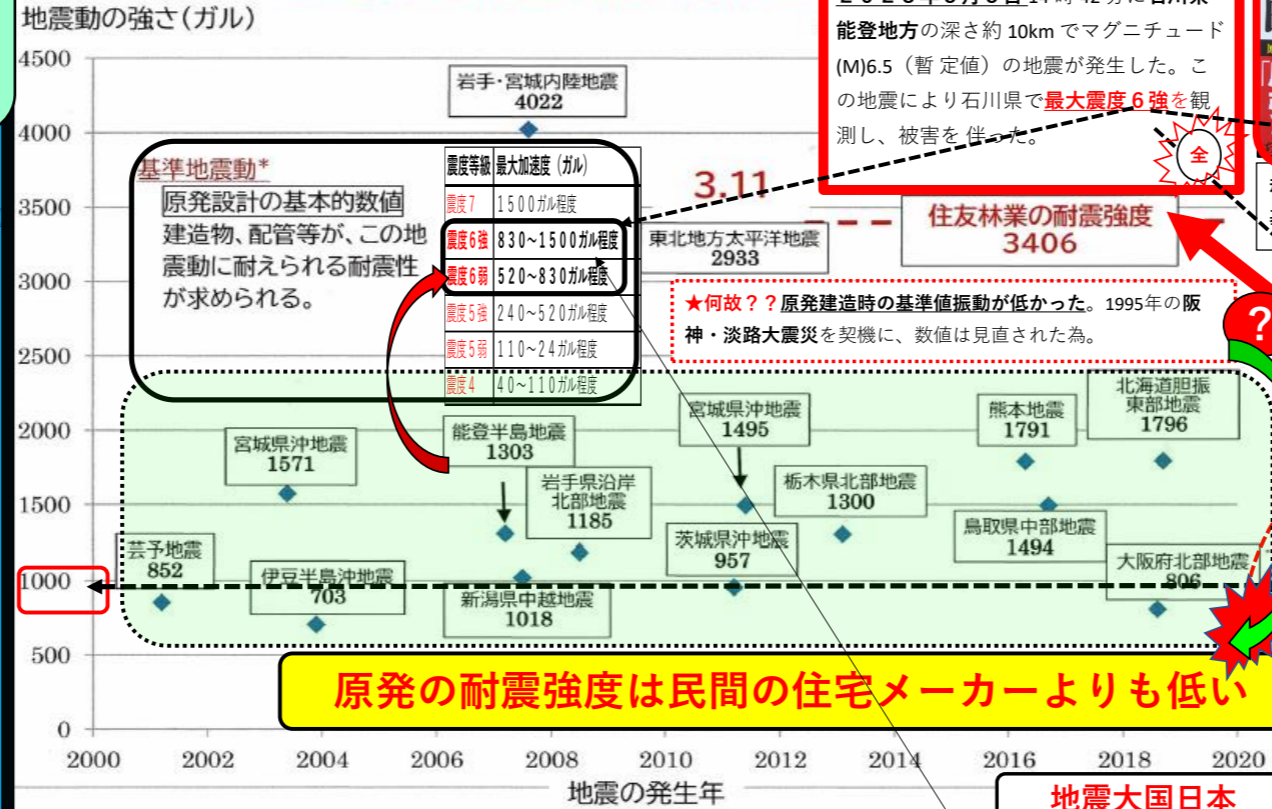 地震動の強さ(ガル)
4500
4000
3500
3000
2500
2000
1500
1000
500
0
岩手・宮城内陸地震
4022
基準地震動*
原発設計の基本的数値
建造物、配管等が、この地
震動に耐えられる耐震性
が求められる。
震度等級 最大加速度（ガル）
震度7 1500ガル程度
震度6強 830~1500ガル程度
震度6弱 520~830ガル程度
震度5強 240~520ガル程度
震度5弱 110~24ガル程度
震度4 40~110ガル程度
14時42分に石川県
能登地方の深さ約 10km でマグニチュード
(M)6.5（暫 定値）の地震が発生した。こ
の地震により石川県で最大震度６強を観
測し、被害を 伴った。
全
3.11
東北地方太平洋地震
2933
住友林業の耐震強度
3406
★何故？？原発建造時の基準値振動が低かった。1995年の阪
神・淡路大震災を契機に、数値は見直された為。
?
宮城県沖地震
1571
能登半島地震
1303
岩手県沿岸
北部地震
1185
宮城県沖地震
1495
栃木県北部地震
1300
熊本地震
1791
北海道胆振
東部地震
1796
芸予地震
852
伊豆半島沖地震
703
新潟県中越地震
1018
茨城県沖地震
957
鳥取県中部地震
1494
大阪府北部地震
806
原発の耐震強度は民間の住宅メーカーよりも低い
2000 2002 2004 2006 2008 2010 2012 2014 2016 2018 2020
地震の発生年
地震大国日本